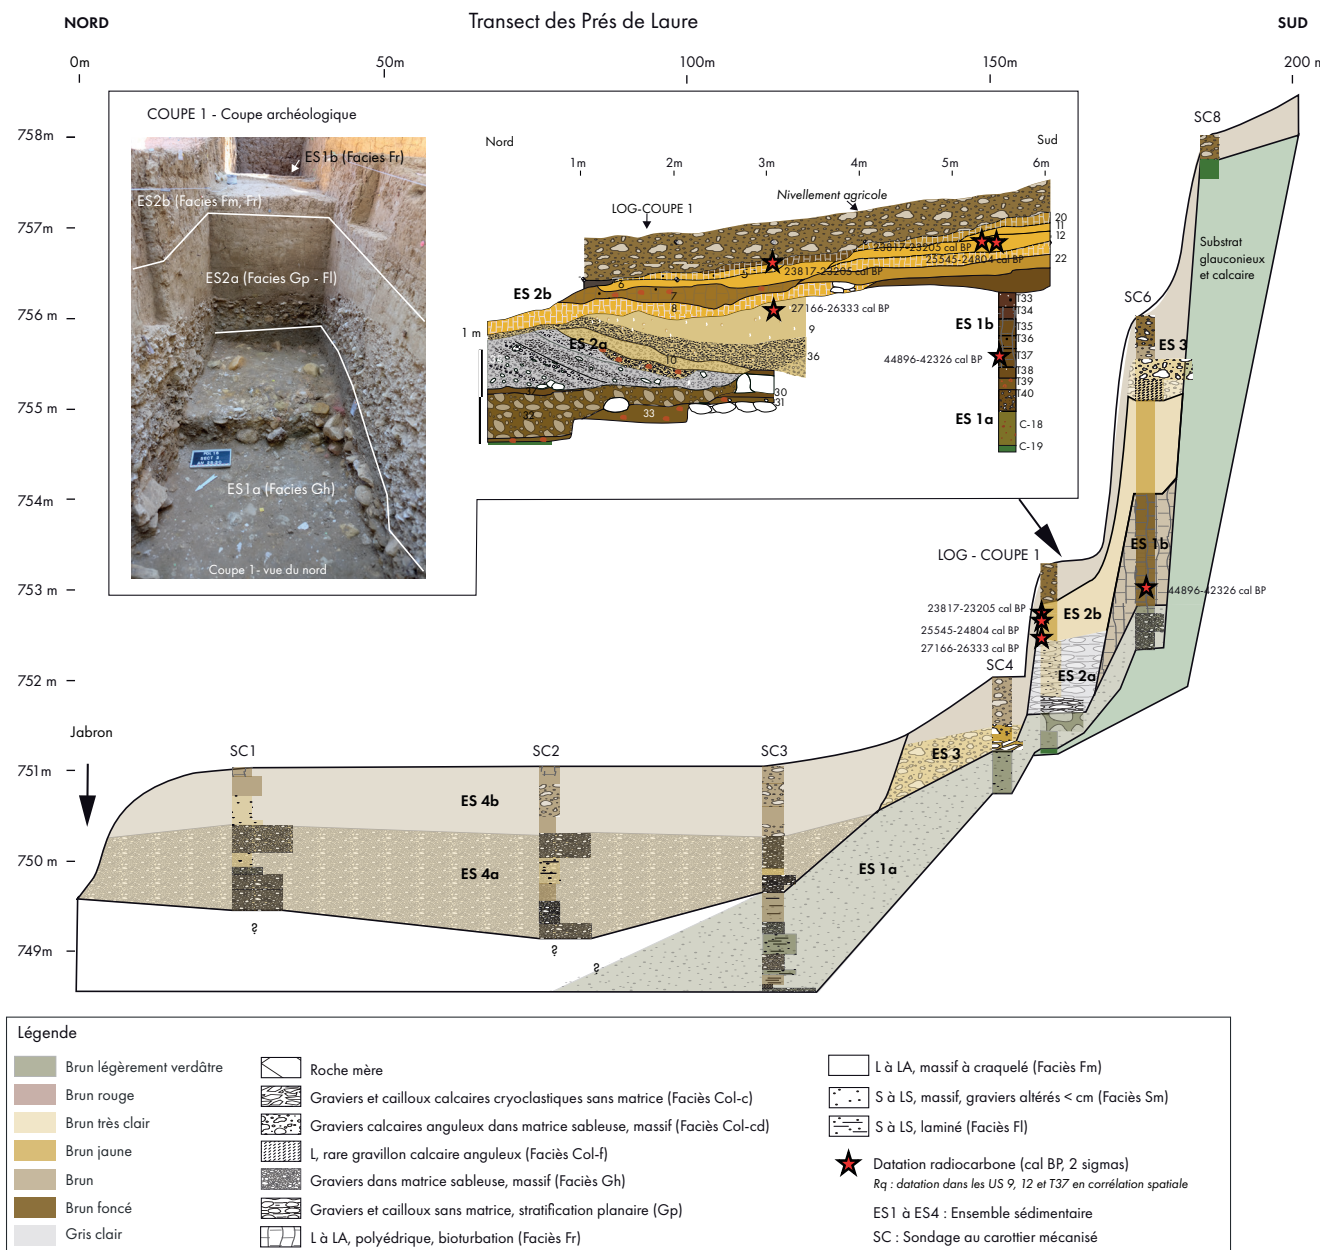 NORD
Transect des Prés de Laure
SUD
0m
50m
100m
150m
200 m
758m
757m
756 m
755 m
754m
753 m
752 m
751m
750 m
749m
COUPE 1 - Coupe archéologique
ES1b (Facies Fr)
ES2b (Facies Fm, Fr)
ES2a (Facies Gp - Fl)
ES1a (Facies Gh)
Coupe 1- vue du nord
Nord
Sud
1m
2m
3m
4m
5m
6m
LOG-COUPE 1
Nivellement agricole
20
11
12
22
23817-23205 cal BP
25545-24804 cal BP
23817-23205 cal BP
5
6
7
8
ES 2b
27166-26333 cal BP
9
1 m
ES 2a
10
36
30
31
32
33
T33
T34
ES 1b
T35
T36
44896-42326 cal BP
T37
T38
T39
T40
ES 1a
C-18
C-19
SC8
Substrat
glauconieux
et calcaire
SC6
ES 3
ES 1b
44896-42326 cal BP
LOG - COUPE 1
23817-23205 cal BP
25545-24804 cal BP
27166-26333 cal BP
ES 2b
ES 2a
SC4
ES 3
Jabron
SC1
SC2
SC3
ES 4b
ES 4a
ES 1a
?
?
?
Légende
Brun légèrement verdâtre
Brun rouge
Brun très clair
Brun jaune
Brun
Brun foncé
Gris clair
Roche mère
Graviers et cailloux calcaires cryoclastiques sans matrice (Faciès Col-c)
Graviers calcaires anguleux dans matrice sableuse, massif (Faciès Col-cd)
L, rare gravillon calcaire anguleux (Faciès Col-f)
Graviers dans matrice sableuse, massif (Faciès Gh)
Graviers et cailloux sans matrice, stratification planaire (Gp)
L à LA, polyédrique, bioturbation (Faciès Fr)
L à LA, massif à craquelé (Faciès Fm)
S à LS, massif, graviers altérés < cm (Faciès Sm)
S à LS, laminé (Faciès Fl)
Datation radiocarbone (cal BP, 2 sigmas)
Rq : datation dans les US 9, 12 et T37 en corrélation spatiale
ES1 à ES4 : Ensemble sédimentaire
SC : Sondage au carottier mécanisé